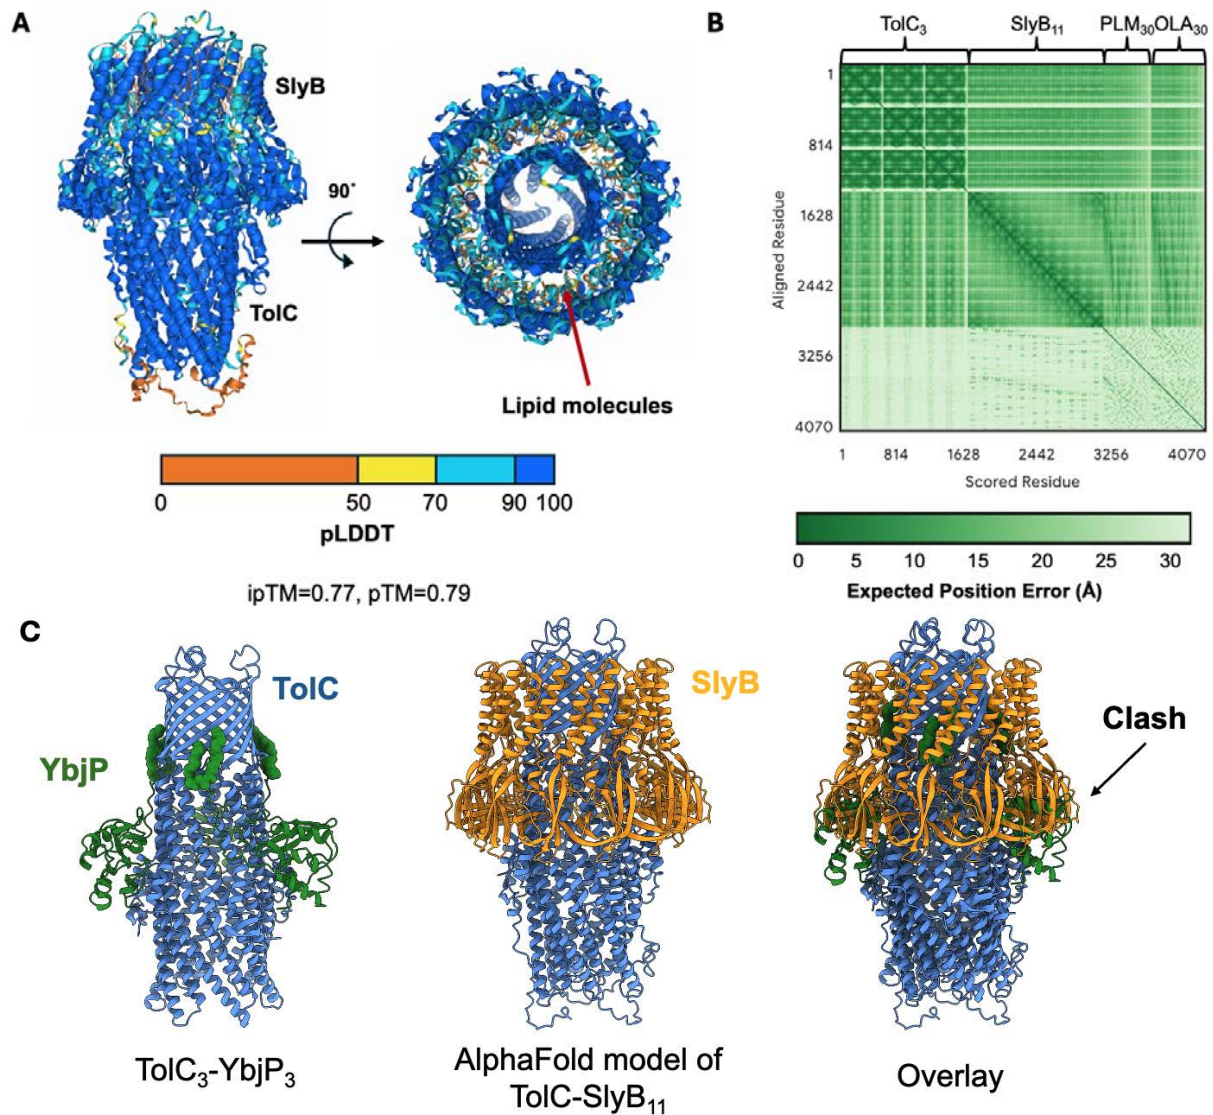 A
SlyB
90°
TolC
Lipid molecules
0 50 70 90 100
pLDDT
ipTM=0.77, pTM=0.79
B
TolC₃ SlyB₁₁ PLM₃₀OLA₃₀
1
814
1628
2442
3256
4070
Aligned Residue
1 814 1628 2442 3256 4070
Scored Residue
0 5 10 15 20 25 30
Expected Position Error (Å)
C
TolC
YbjP
SlyB
Clash
TolC₃-YbjP₃
AlphaFold model of
TolC-SlyB₁₁
Overlay